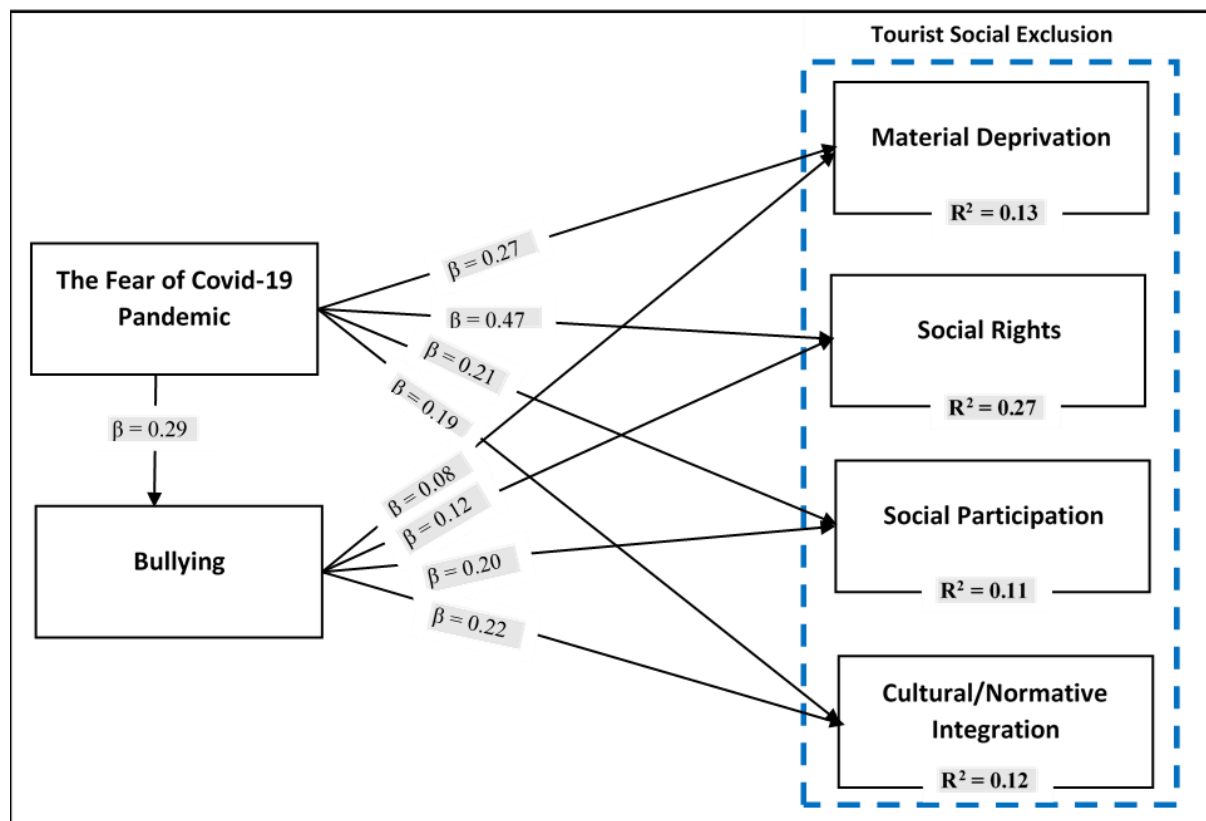 Tourist Social Exclusion
Material Deprivation
R² = 0.13
The Fear of Covid-19
Pandemic
β = 0.27
β = 0.47
β = 0.21
β = 0.19
Social Rights
R² = 0.27
β = 0.29
Bullying
β = 0.08
β = 0.12
β = 0.20
β = 0.22
Social Participation
R² = 0.11
Cultural/Normative
Integration
R² = 0.12